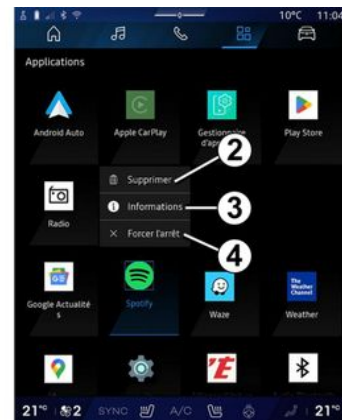 10°C 11:04
Applications
Android Auto
Apple CarPlay
Gestionnaire
d'app
Play Store
2
Supprimer
3
Informations
4
Forcer l'arrêt
Radio
Google Actualité
s
Spotify
Waze
The
Weather
Channel
Weather
21°C
2
SYNC
A/C
21°C